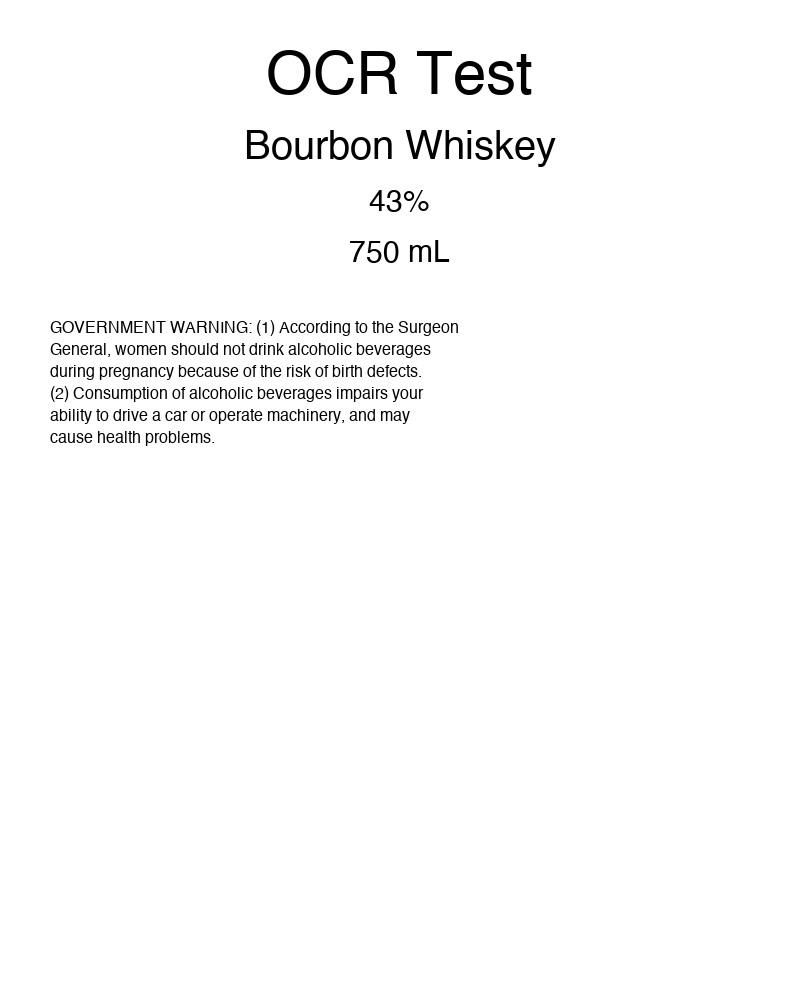 OCR Test
Bourbon Whiskey
43%
750 mL
GOVERNMENT WARNING: (1) According to the Surgeon
General, women should not drink alcoholic beverages
during pregnancy because of the risk of birth defects.
(2) Consumption of alcoholic beverages impairs your
ability to drive a car or operate machinery, and may
cause health problems.